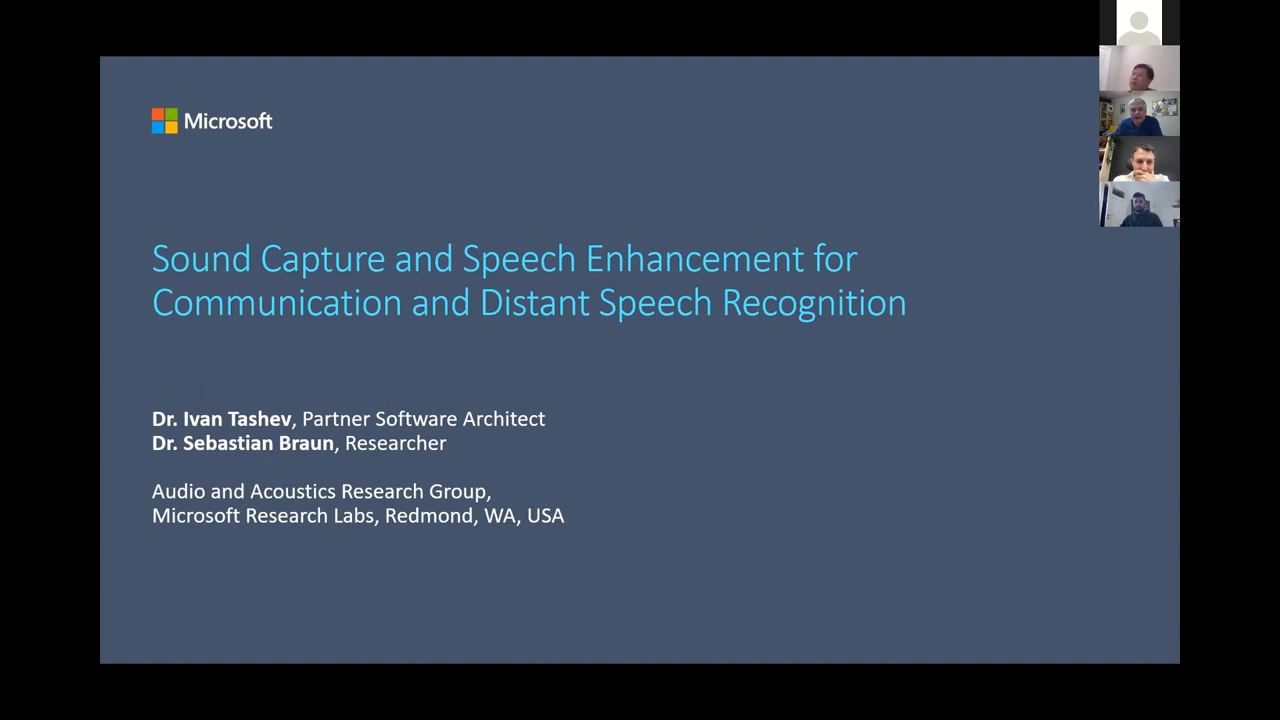 Microsoft
Sound Capture and Speech Enhancement for
Communication and Distant Speech Recognition
Dr. Ivan Tashev, Partner Software Architect
Dr. Sebastian Braun, Researcher
Audio and Acoustics Research Group,
Microsoft Research Labs, Redmond, WA, USA